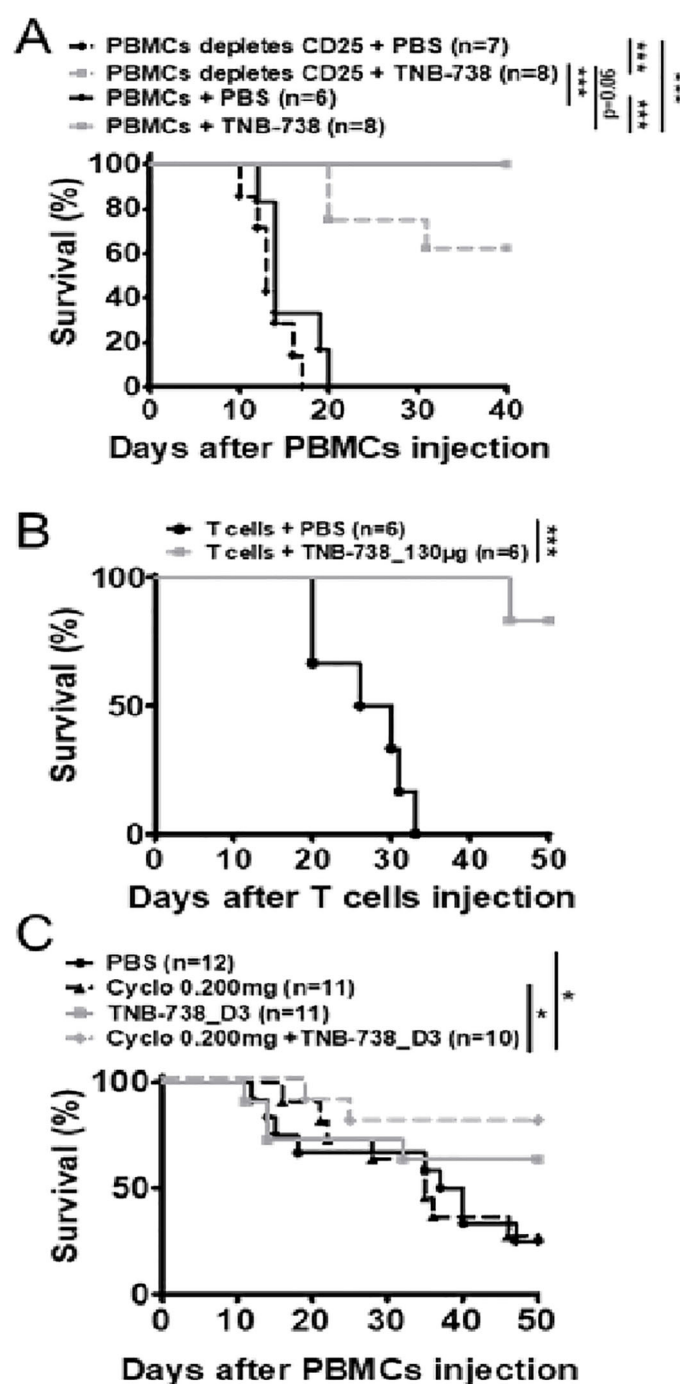 A
PBMCs depletes CD25 + PBS (n=7)
PBMCs depletes CD25 + TNB-738 (n=8)
PBMCs + PBS (n=6)
PBMCs + TNB-738 (n=8)
***
p=0.06
***
***
***
100
80
60
40
20
0
Survival (%)
0 10 20 30 40
Days after PBMCs injection
B
T cells + PBS (n=6)
T cells + TNB-738_130µg (n=6)
***
100
50
0
Survival (%)
0 10 20 30 40 50
Days after T cells injection
C
PBS (n=12)
Cyclo 0.200mg (n=11)
TNB-738_D3 (n=11)
Cyclo 0.200mg +TNB-738_D3 (n=10)
*
*
100
50
0
Survival (%)
0 10 20 30 40 50
Days after PBMCs injection